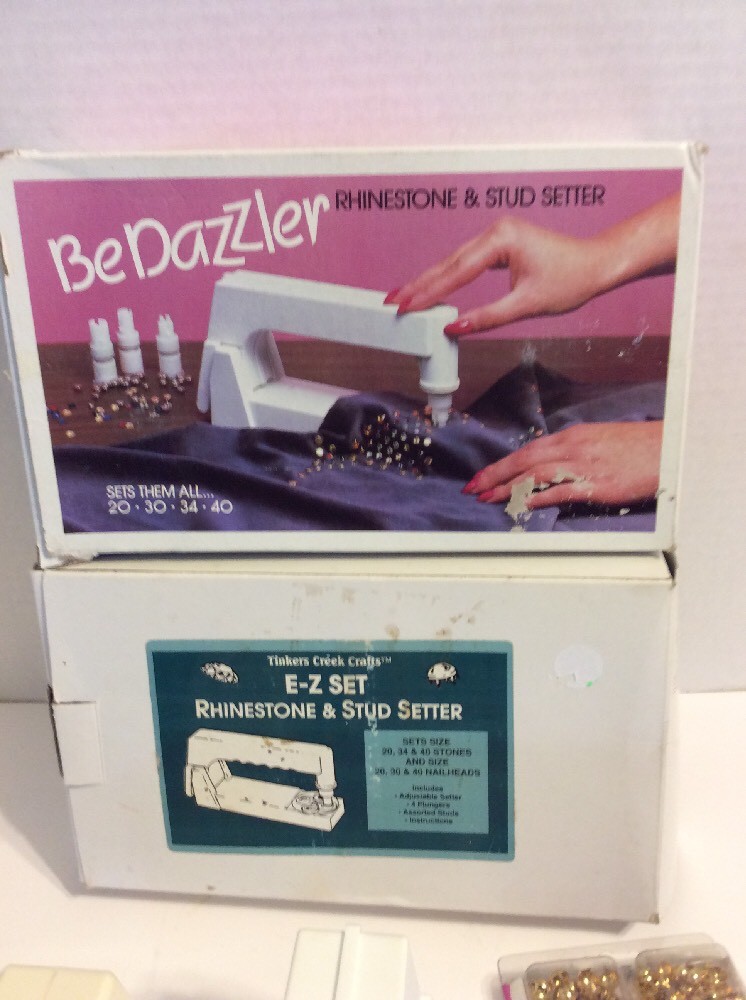 BeDazzler
RHINESTONE & STUD SETTER
SETS THEM ALL...
20 · 30 · 34 · 40
Tinkers Creek Crafts™
E-Z SET
RHINESTONE & STUD SETTER
SETS SIZE
20, 34 & 40 STONES
AND SIZE
20, 30 & 40 NAILHEADS
Includes
· Adjustable Setter
· 4 Plungers
· Assorted Studs
· Instructions